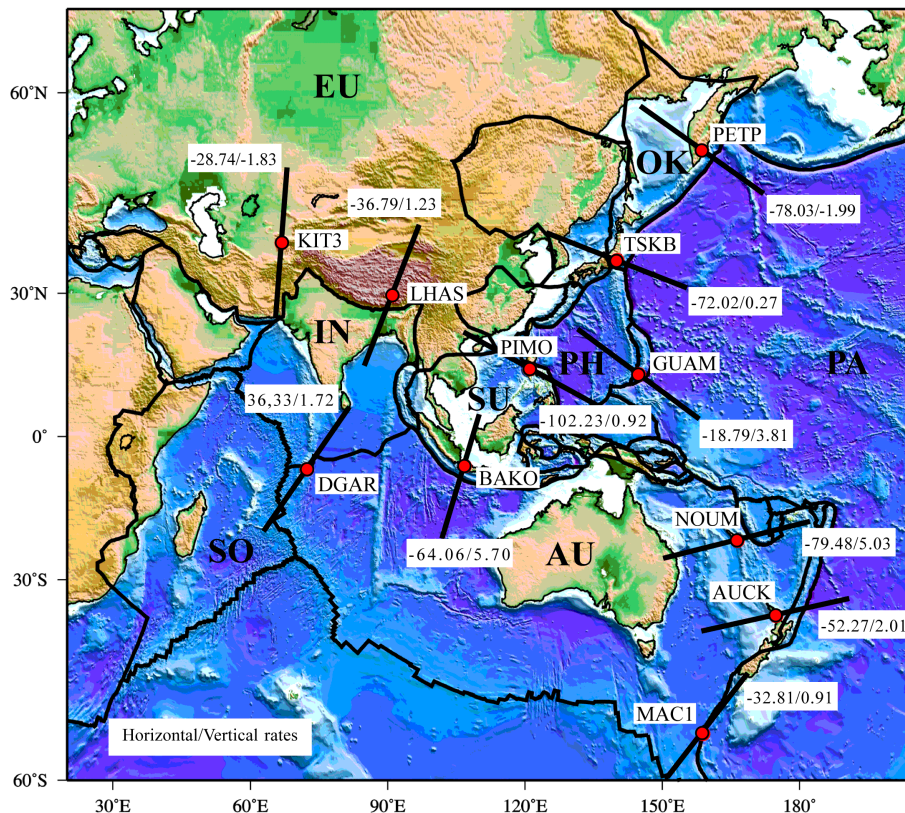 EU
60°N
PETP
OK
-28.74/-1.83
-36.79/1.23
-78.03/-1.99
KIT3
TSKB
LHAS
30°N
-72.02/0.27
IN
PIMO
PH
GUAM
PA
SU
36,33/1.72
-102.23/0.92
-18.79/3.81
0°
DGAR
BAKO
NOUM
SO
-64.06/5.70
AU
-79.48/5.03
30°S
AUCK
-52.27/2.01
-32.81/0.91
MAC1
Horizontal/Vertical rates
60°S
30°E
60°E
90°E
120°E
150°E
180°